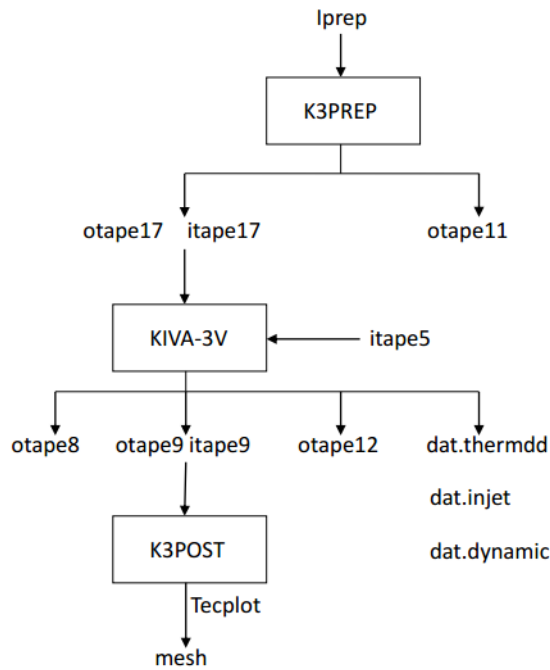 Iprep
K3PREP
otape17 itape17 otape11
KIVA-3V itape5
otape8 otape9 itape9 otape12 dat.thermdd
dat.injet
K3POST dat.dynamic
Tecplot
mesh